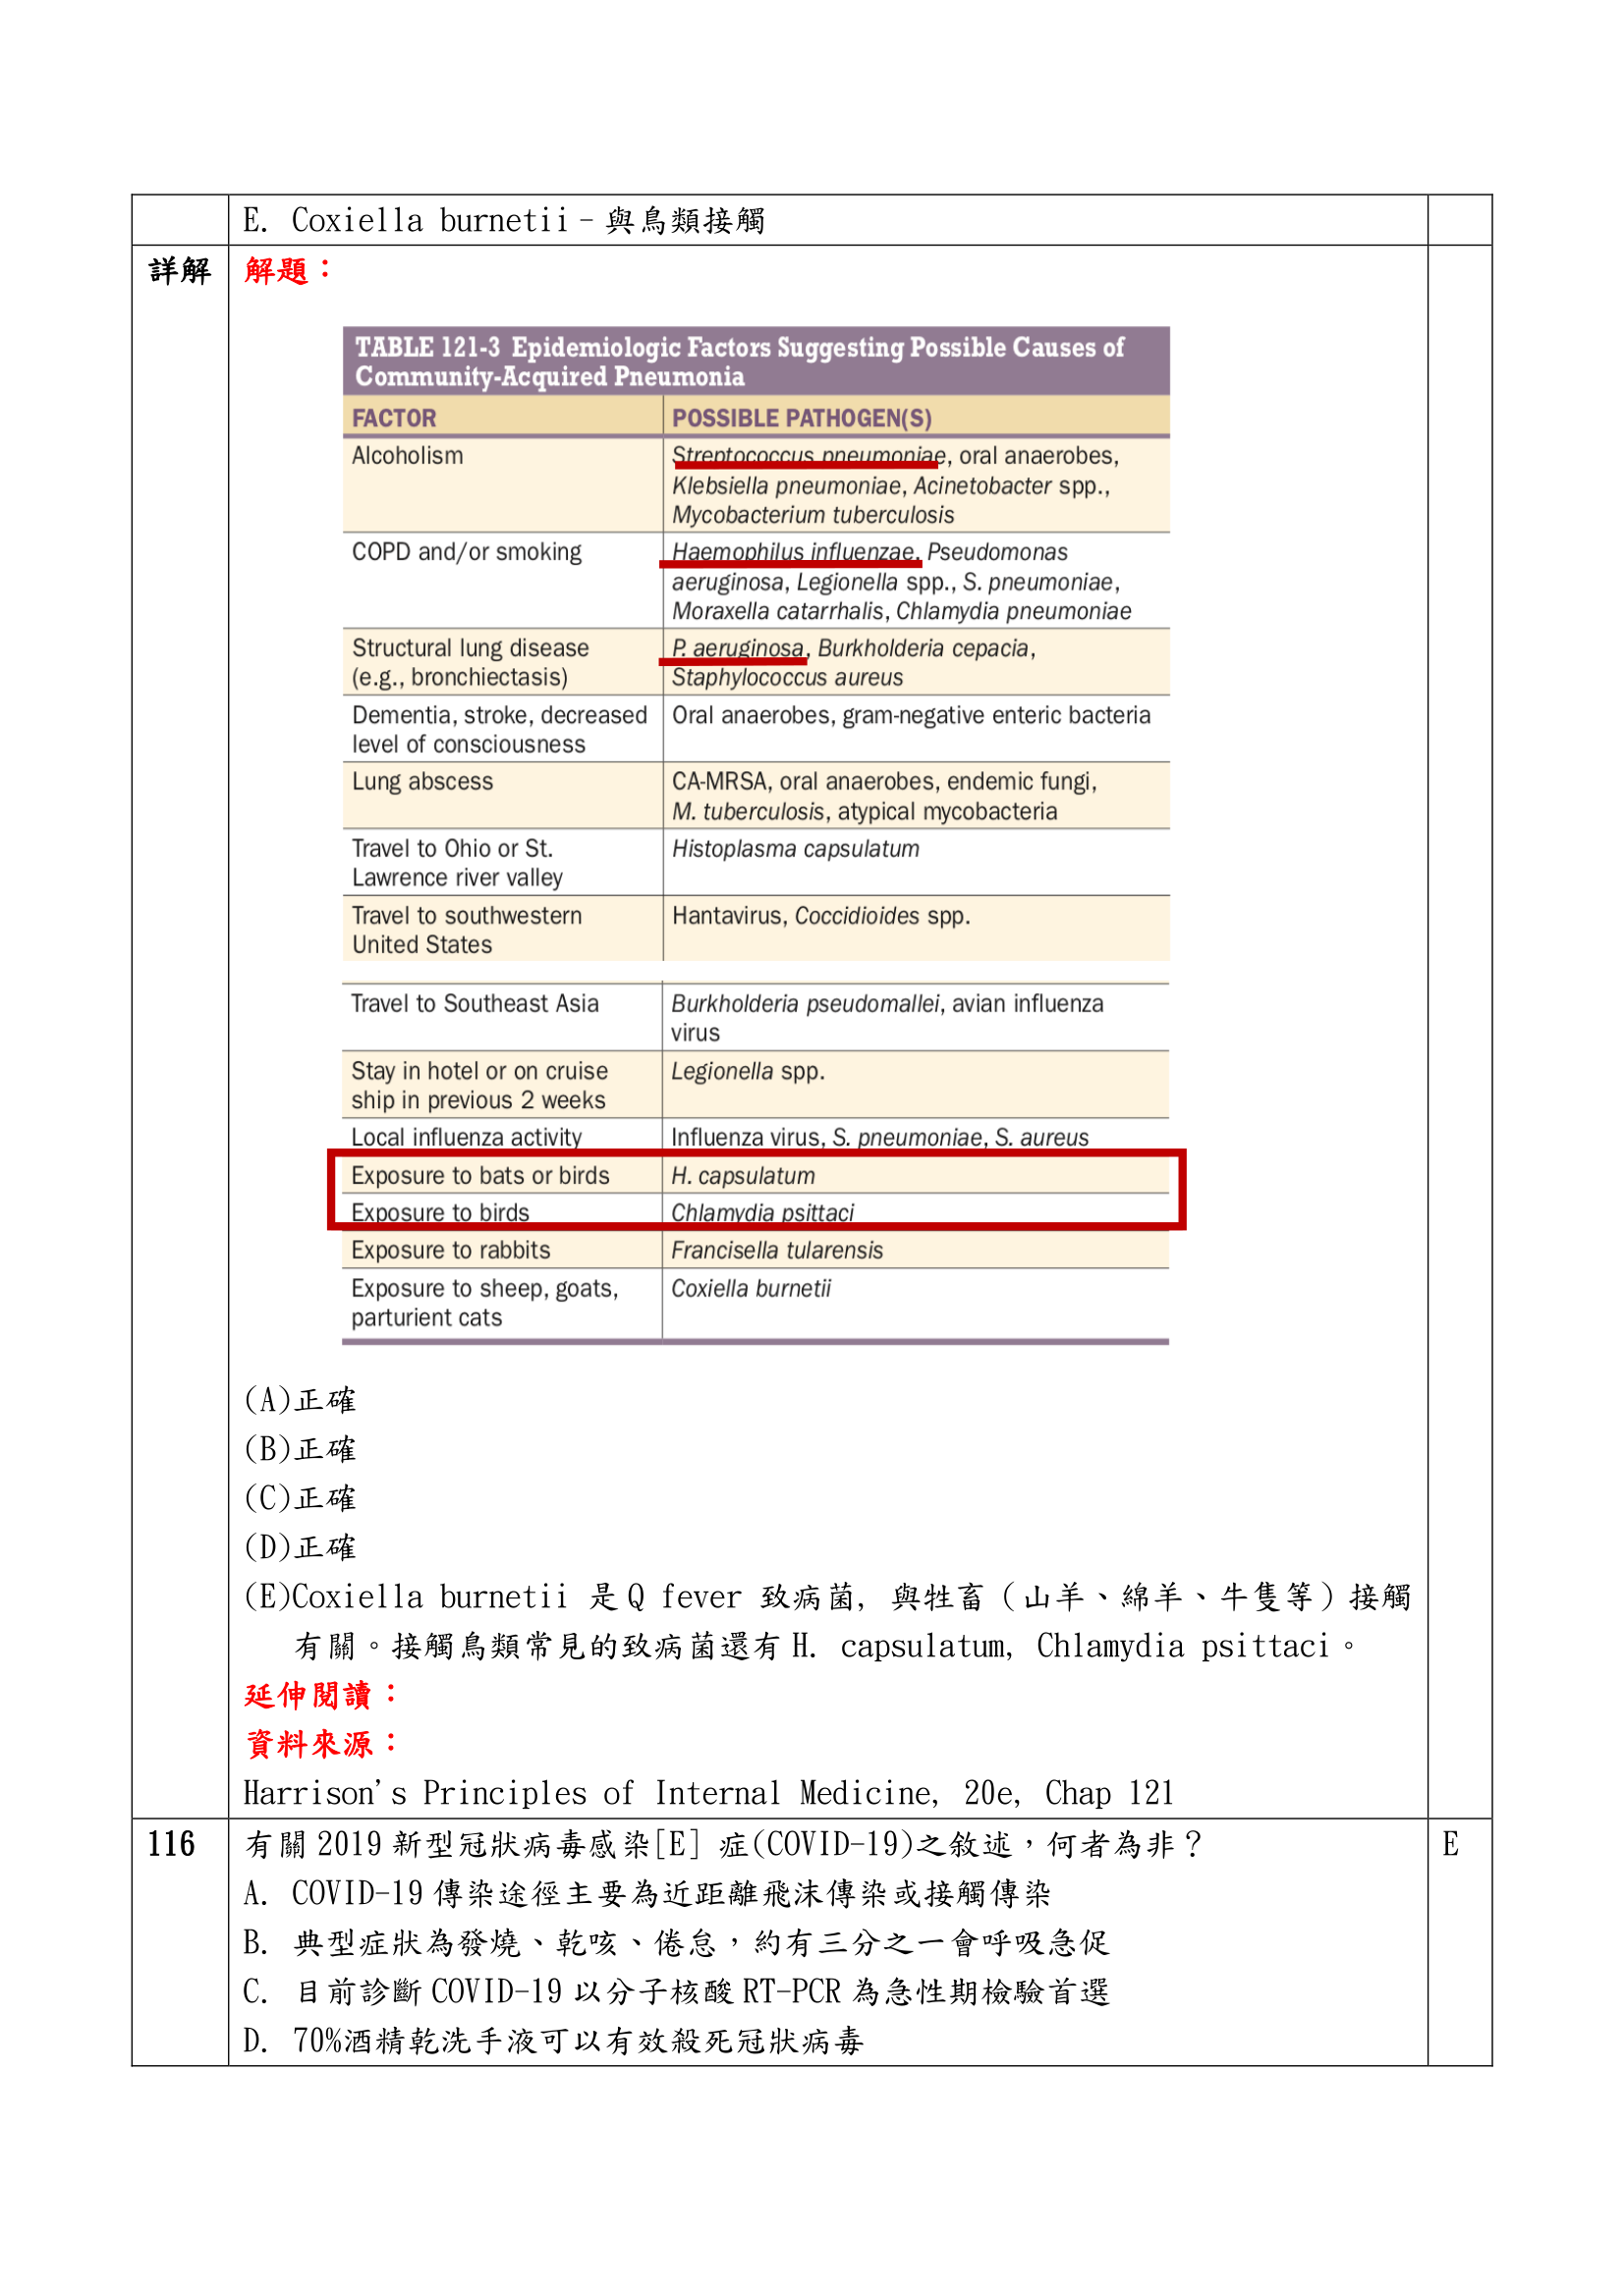 E. Coxiella burnetii–與鳥類接觸
詳解
解題：
TABLE 121-3 Epidemiologic Factors Suggesting Possible Causes of
Community-Acquired Pneumonia
FACTOR POSSIBLE PATHOGEN(S)
Alcoholism Streptococcus pneumoniae, oral anaerobes,
Klebsiella pneumoniae, Acinetobacter spp.,
Mycobacterium tuberculosis
COPD and/or smoking Haemophilus influenzae, Pseudomonas
aeruginosa, Legionella spp., S. pneumoniae,
Moraxella catarrhalis, Chlamydia pneumoniae
Structural lung disease P. aeruginosa, Burkholderia cepacia,
(e.g., bronchiectasis) Staphylococcus aureus
Dementia, stroke, decreased Oral anaerobes, gram-negative enteric bacteria
level of consciousness
Lung abscess CA-MRSA, oral anaerobes, endemic fungi,
M. tuberculosis, atypical mycobacteria
Travel to Ohio or St. Histoplasma capsulatum
Lawrence river valley
Travel to southwestern Hantavirus, Coccidioides spp.
United States
Travel to Southeast Asia Burkholderia pseudomallei, avian influenza
virus
Stay in hotel or on cruise Legionella spp.
ship in previous 2 weeks
Local influenza activity Influenza virus, S. pneumoniae, S. aureus
Exposure to bats or birds H. capsulatum
Exposure to birds Chlamydia psittaci
Exposure to rabbits Francisella tularensis
Exposure to sheep, goats, Coxiella burnetii
parturient cats
(A)正確
(B)正確
(C)正確
(D)正確
(E)Coxiella burnetii 是 Q fever 致病菌, 與牲畜（山羊、綿羊、牛隻等）接觸
有關。接觸鳥類常見的致病菌還有 H. capsulatum, Chlamydia psittaci。
延伸閱讀：
資料來源：
Harrison's Principles of Internal Medicine, 20e, Chap 121
116 有關 2019 新型冠狀病毒感染[E] 症(COVID-19)之敘述，何者為非？ E
A. COVID-19 傳染途徑主要為近距離飛沫傳染或接觸傳染
B. 典型症狀為發燒、乾咳、倦怠，約有三分之一會呼吸急促
C. 目前診斷 COVID-19 以分子核酸 RT-PCR 為急性期檢驗首選
D. 70%酒精乾洗手液可以有效殺死冠狀病毒